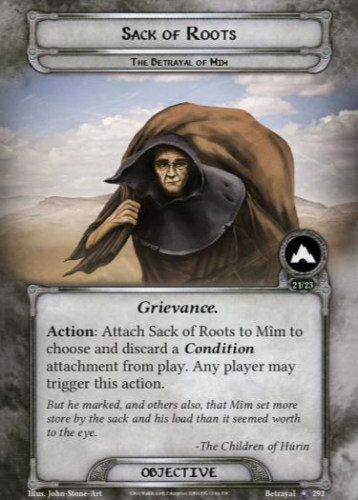 Sack of Roots
The Betrayal of Mîm
21/23
Grievance.
Action: Attach Sack of Roots to Mîm to
choose and discard a Condition
attachment from play. Any player may
trigger this action.
But he marked, and others also, that Mîm set more
store by the sack and his load than it seemed worth
to the eye.
-The Children of Húrin
OBJECTIVE
Illus. John-Stone-Art
Betrayal
292